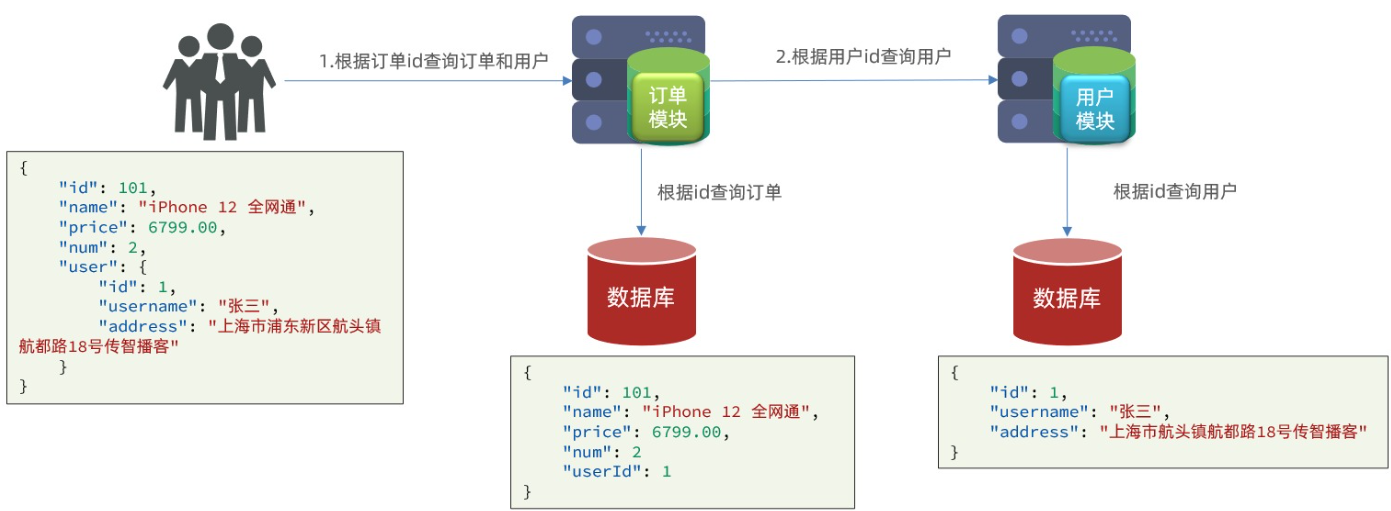 1.根据订单id查询订单和用户
2.根据用户id查询用户
订单
模块
用户
模块
根据id查询订单
根据id查询用户
数据库
数据库
{
    "id": 101,
    "name": "iPhone 12 全网通",
    "price": 6799.00,
    "num": 2,
    "user": {
        "id": 1,
        "username": "张三",
        "address": "上海市浦东新区航头镇
航都路18号传智播客"
    }
}
{
    "id": 101,
    "name": "iPhone 12 全网通",
    "price": 6799.00,
    "num": 2
    "userId": 1
}
{
    "id": 1,
    "username": "张三",
    "address": "上海市航头镇航都路18号传智播客"
}